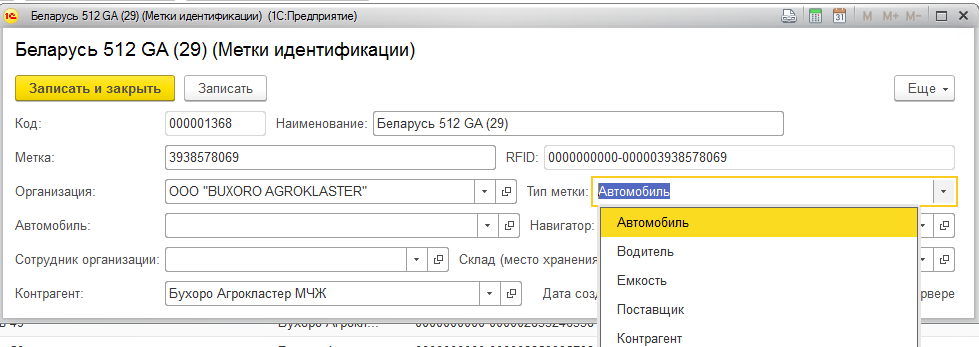 Беларусь 512 GA (29) (Метки идентификации) (1С:Предприятие)
M M+ M-
Беларусь 512 GA (29) (Метки идентификации)
Записать и закрыть Записать Еще
Код: 000001368 Наименование: Беларусь 512 GA (29)
Метка: 3938578069 RFID: 0000000000-000003938578069
Организация: ООО "BUXORO AGROKLASTER" Тип метки: Автомобиль
Автомобиль: Навигатор:
Автомобиль
Водитель
Сотрудник организации: Склад (место хранения
Емкость
Контрагент: Бухоро Агрокластер МЧЖ Дата созд рвере
Поставщик
Контрагент